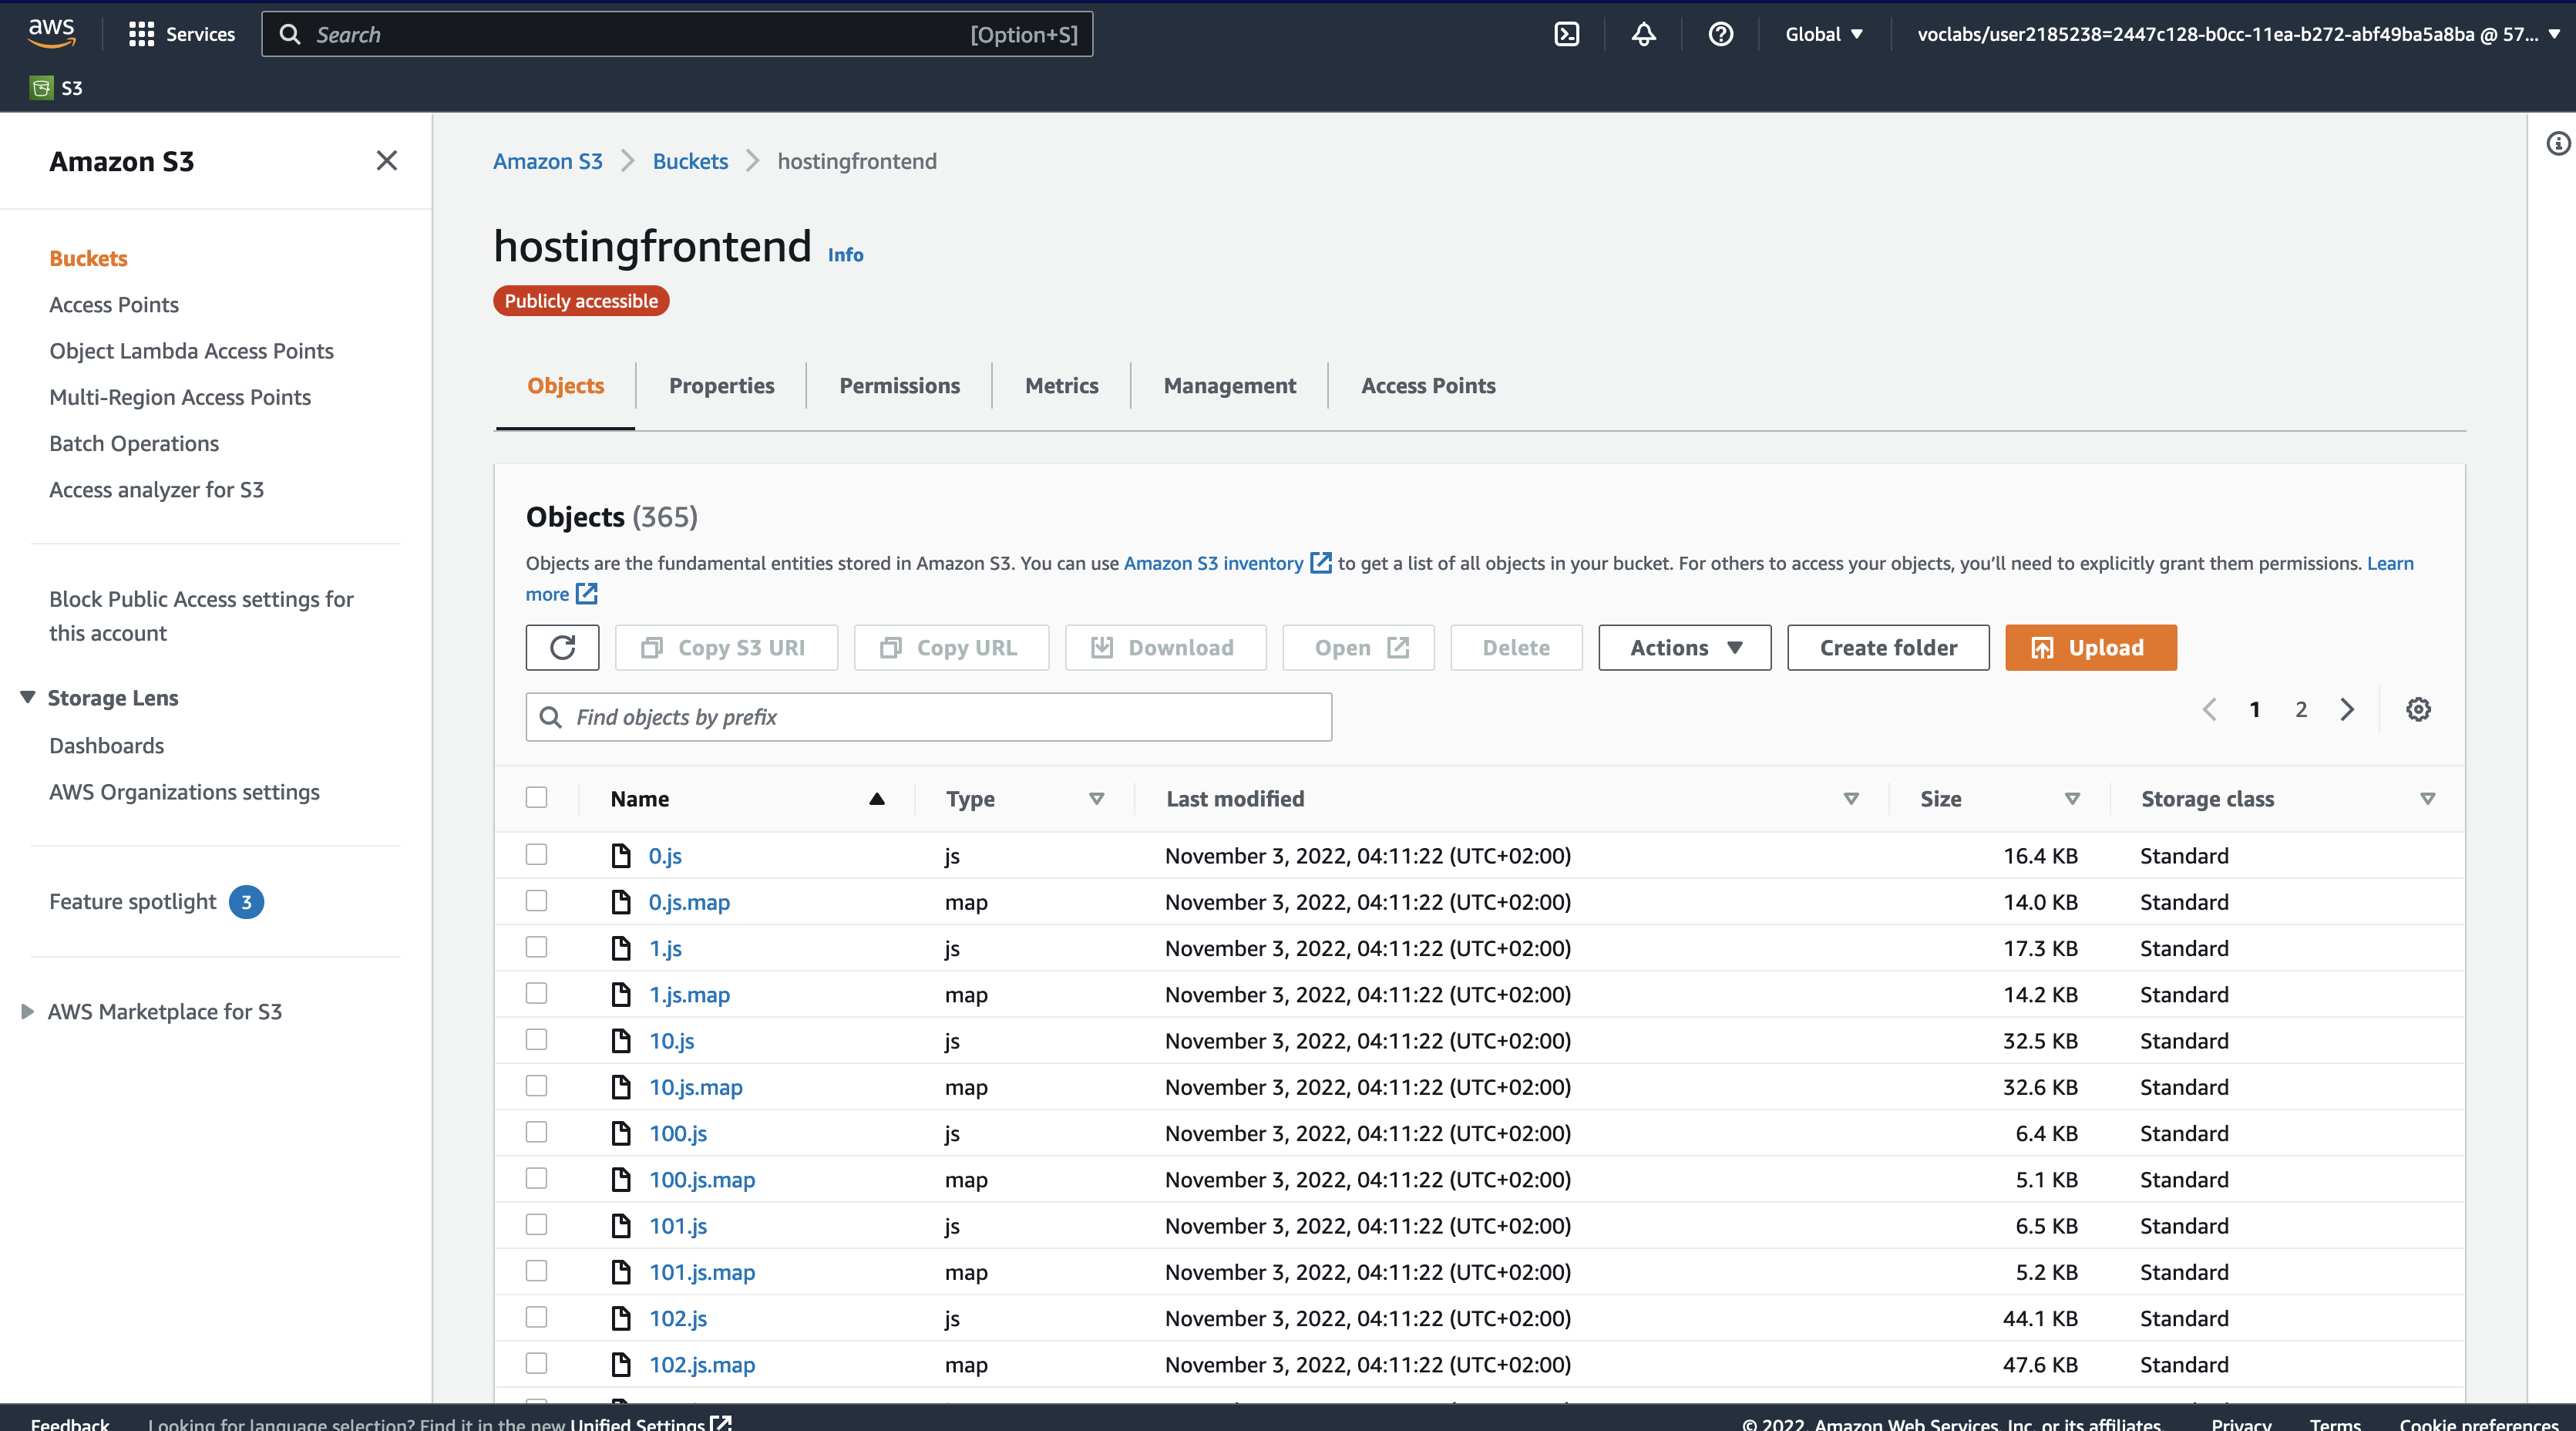 aws
Services
Search
[Option+S]
Global
voclabs/user2185238=2447c128-b0cc-11ea-b272-abf49ba5a8ba @ 57...
S3
Amazon S3
Buckets
Access Points
Object Lambda Access Points
Multi-Region Access Points
Batch Operations
Access analyzer for S3
Block Public Access settings for
this account
Storage Lens
Dashboards
AWS Organizations settings
Feature spotlight 3
AWS Marketplace for S3
Amazon S3 > Buckets > hostingfrontend
hostingfrontend Info
Publicly accessible
Objects Properties Permissions Metrics Management Access Points
Objects (365)
Objects are the fundamental entities stored in Amazon S3. You can use Amazon S3 inventory to get a list of all objects in your bucket. For others to access your objects, you’ll need to explicitly grant them permissions. Learn
more
Copy S3 URI Copy URL Download Open Delete Actions Create folder Upload
Find objects by prefix
1 2
Name Type Last modified Size Storage class
0.js js November 3, 2022, 04:11:22 (UTC+02:00) 16.4 KB Standard
0.js.map map November 3, 2022, 04:11:22 (UTC+02:00) 14.0 KB Standard
1.js js November 3, 2022, 04:11:22 (UTC+02:00) 17.3 KB Standard
1.js.map map November 3, 2022, 04:11:22 (UTC+02:00) 14.2 KB Standard
10.js js November 3, 2022, 04:11:22 (UTC+02:00) 32.5 KB Standard
10.js.map map November 3, 2022, 04:11:22 (UTC+02:00) 32.6 KB Standard
100.js js November 3, 2022, 04:11:22 (UTC+02:00) 6.4 KB Standard
100.js.map map November 3, 2022, 04:11:22 (UTC+02:00) 5.1 KB Standard
101.js js November 3, 2022, 04:11:22 (UTC+02:00) 6.5 KB Standard
101.js.map map November 3, 2022, 04:11:22 (UTC+02:00) 5.2 KB Standard
102.js js November 3, 2022, 04:11:22 (UTC+02:00) 44.1 KB Standard
102.js.map map November 3, 2022, 04:11:22 (UTC+02:00) 47.6 KB Standard
Feedback Looking for language selection? Find it in the new Unified Settings © 2022, Amazon Web Services, Inc. or its affiliates. Privacy Terms Cookie preferences